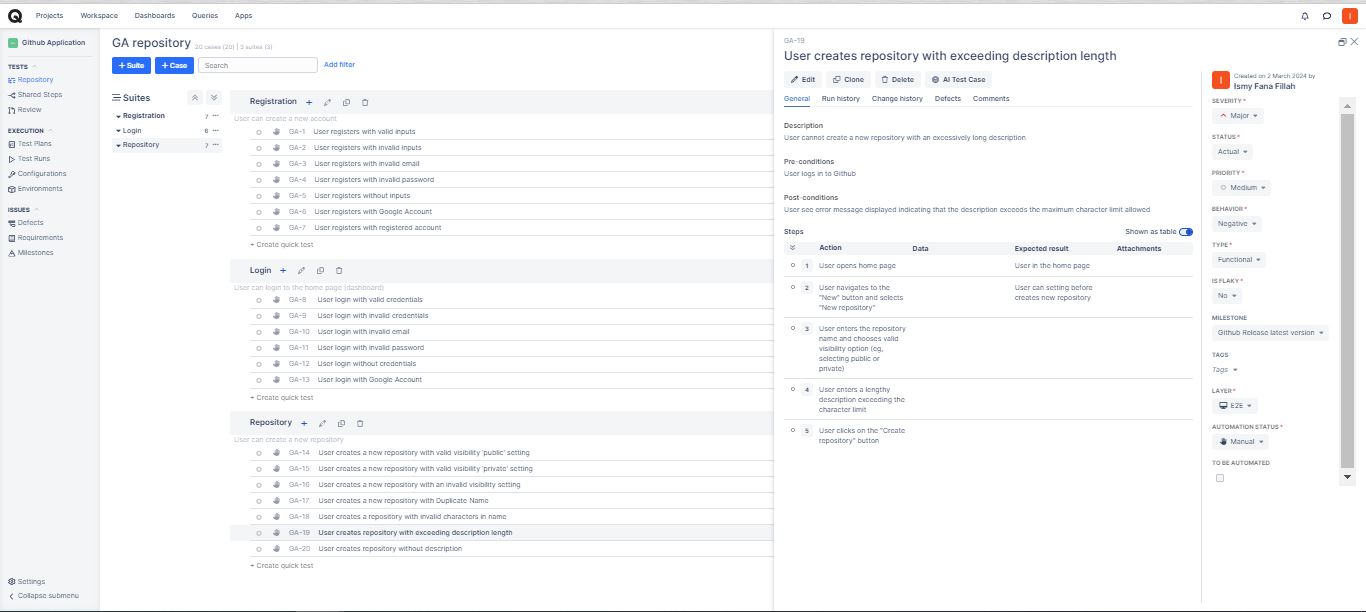 Projects Workspace Dashboards Queries Apps
I
Github Application
TESTS
Repository
Shared Steps
Review
EXECUTION
Test Plans
Test Runs
Configurations
Environments
ISSUES
Defects
Requirements
Milestones
Settings
Collapse submenu
GA repository 20 cases (20) | 3 suites (3)
+ Suite + Case Search Add filter
Suites
Registration 7 ···
Login 6 ···
Repository 7 ···
Registration +
User can create a new account
GA-1 User registers with valid inputs
GA-2 User registers with invalid inputs
GA-3 User registers with invalid email
GA-4 User registers with invalid password
GA-5 User registers without inputs
GA-6 User registers with Google Account
GA-7 User registers with registered account
+ Create quick test
Login +
User can login to the home page (dashboard)
GA-8 User login with valid credentials
GA-9 User login with invalid credentials
GA-10 User login with invalid email
GA-11 User login with invalid password
GA-12 User login without credentials
GA-13 User login with Google Account
+ Create quick test
Repository +
User can create a new repository
GA-14 User creates a new repository with valid visibility 'public' setting
GA-15 User creates a new repository with valid visibility 'private' setting
GA-16 User creates a new repository with an invalid visibility setting
GA-17 User creates a new repository with Duplicate Name
GA-18 User creates a repository with invalid characters in name
GA-19 User creates repository with exceeding description length
GA-20 User creates repository without description
+ Create quick test
GA-19
User creates repository with exceeding description length
Edit Clone Delete AI Test Case
General Run history Change history Defects Comments
Description
User cannot create a new repository with an excessively long description
Pre-conditions
User logs in to Github
Post-conditions
User see error message displayed indicating that the description exceeds the maximum character limit allowed
Steps Shown as table
Action Data Expected result Attachments
1 User opens home page User in the home page
2 User navigates to the User can setting before
"New" button and selects creates new repository
"New repository"
3 User enters the repository
name and chooses valid
visibility option (eg,
selecting public or
private)
4 User enters a lengthy
description exceeding the
character limit
5 User clicks on the "Create
repository" button
I
Created on 2 March 2024 by
Ismy Fana Fillah
SEVERITY*
Major
STATUS*
Actual
PRIORITY*
Medium
BEHAVIOR*
Negative
TYPE*
Functional
IS FLAKY*
No
MILESTONE
Github Release latest version
TAGS
Tags
LAYER*
E2E
AUTOMATION STATUS*
Manual
TO BE AUTOMATED